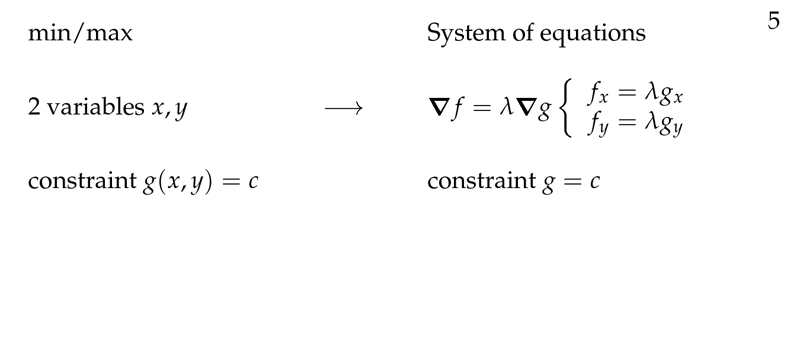 min/max System of equations 5
2 variables x, y ⟶ ∇f = λ∇g { f_x = λg_x
f_y = λg_y
constraint g(x, y) = c constraint g = c